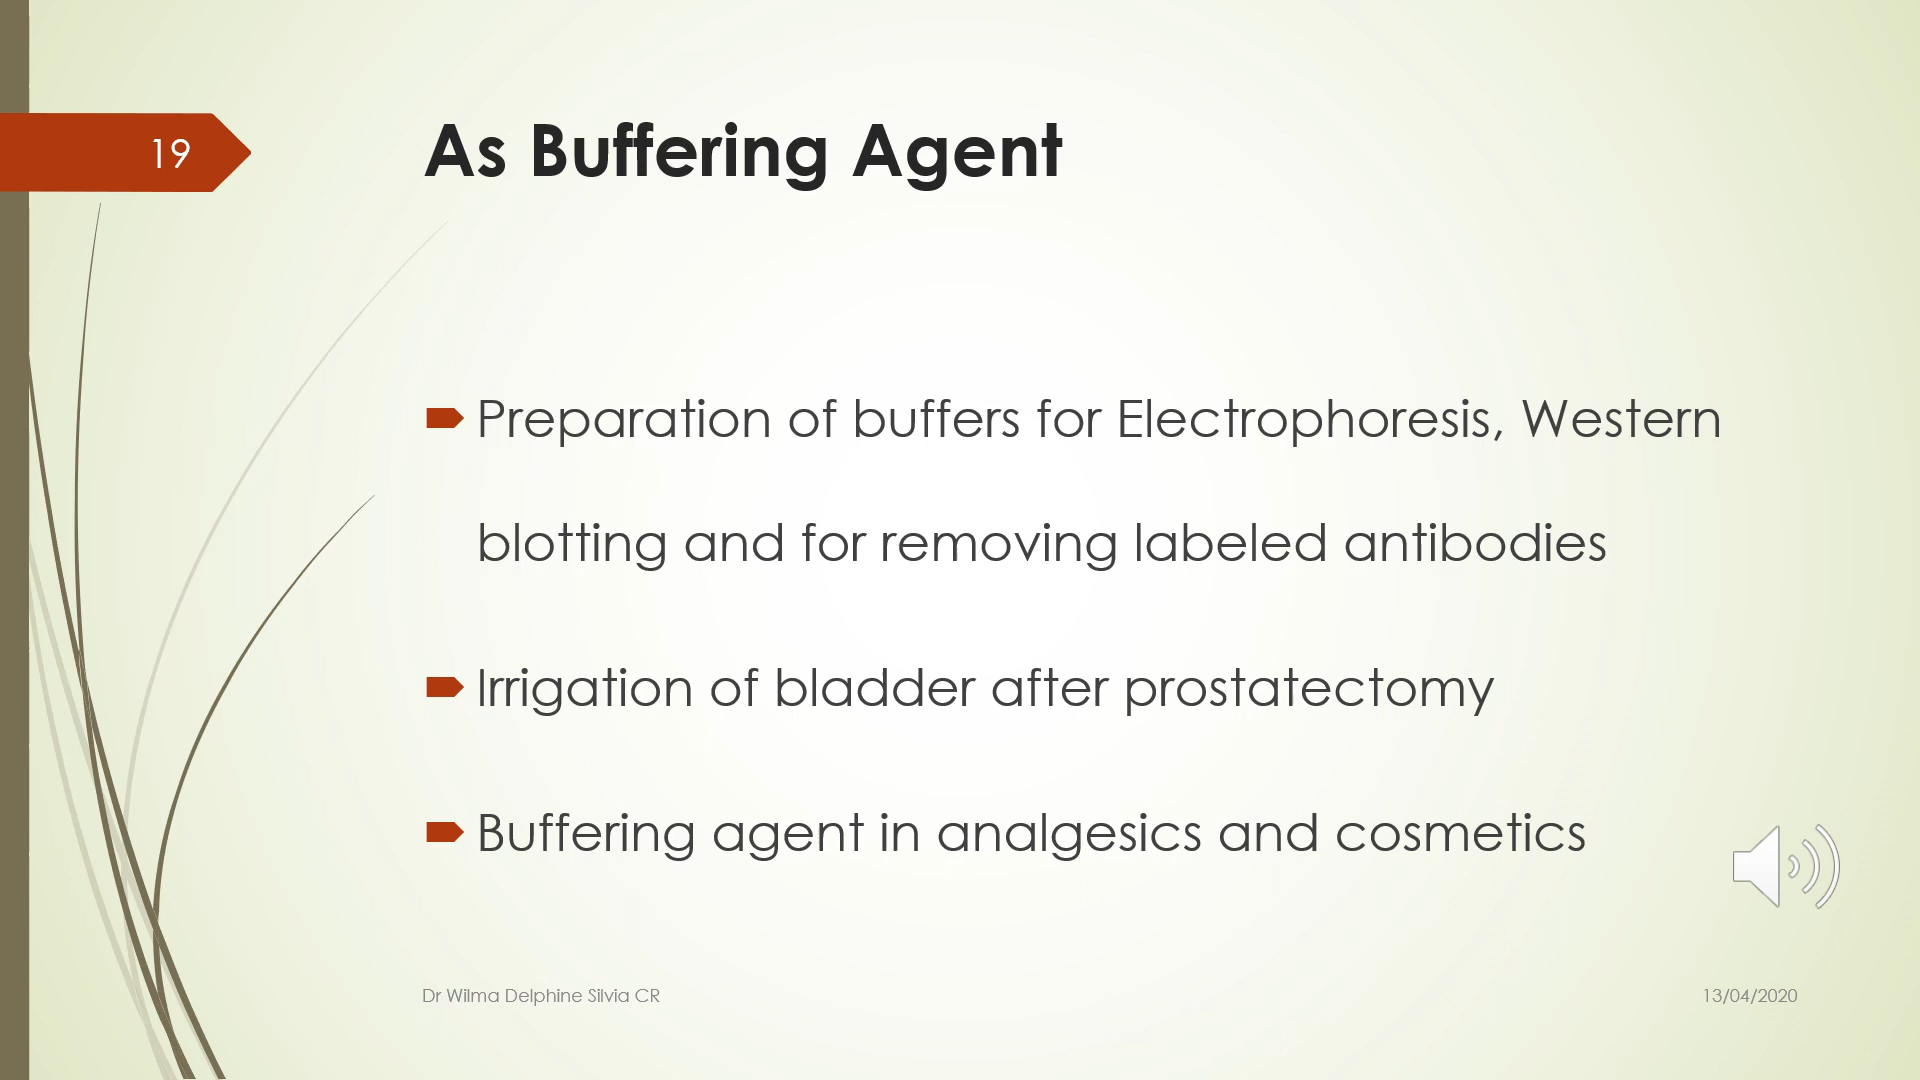 19
As Buffering Agent
Preparation of buffers for Electrophoresis, Western
blotting and for removing labeled antibodies
Irrigation of bladder after prostatectomy
Buffering agent in analgesics and cosmetics
Dr Wilma Delphine Silvia CR
13/04/2020